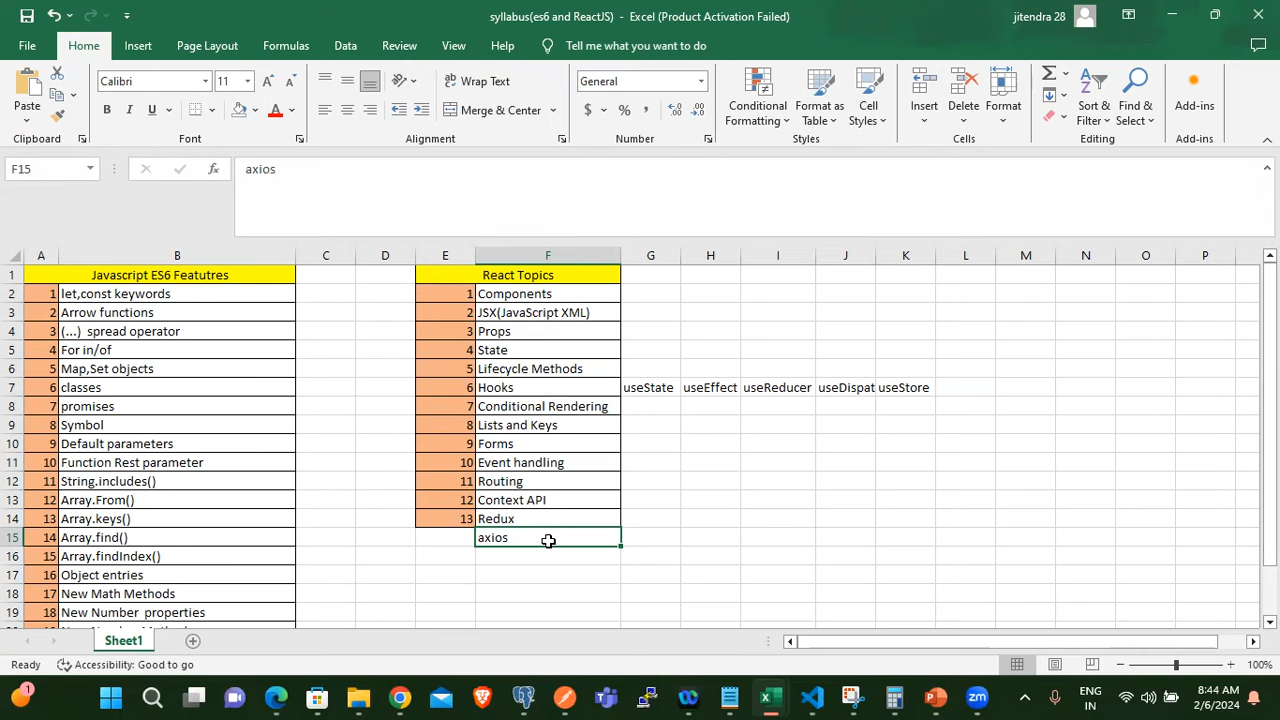 syllabus(es6 and ReactJS) - Excel (Product Activation Failed)
jitendra 28
File Home Insert Page Layout Formulas Data Review View Help Tell me what you want to do
Calibri 11 Wrap Text General
Paste
B I U Merge & Center $ % ,
Conditional Formatting
Format as Table
Cell Styles
Insert
Delete
Format
Sort & Filter
Find & Select
Add-ins
Clipboard Font Alignment Number Styles Cells Editing Add-ins
F15 fx axios
A B C D E F G H I J K L M N O P
1 Javascript ES6 Featutres React Topics
2 1 let,const keywords 1 Components
3 2 Arrow functions 2 JSX(JavaScript XML)
4 3 (...) spread operator 3 Props
5 4 For in/of 4 State
6 5 Map,Set objects 5 Lifecycle Methods
7 6 classes 6 Hooks useState useEffect useReducer useDispat useStore
8 7 promises 7 Conditional Rendering
9 8 Symbol 8 Lists and Keys
10 9 Default parameters 9 Forms
11 10 Function Rest parameter 10 Event handling
12 11 String.includes() 11 Routing
13 12 Array.From() 12 Context API
14 13 Array.keys() 13 Redux
15 14 Array.find() axios
16 15 Array.findIndex()
17 16 Object entries
18 17 New Math Methods
19 18 New Number properties
Sheet1
Ready Accessibility: Good to go 100%
1
ENG
IN
8:44 AM
2/6/2024